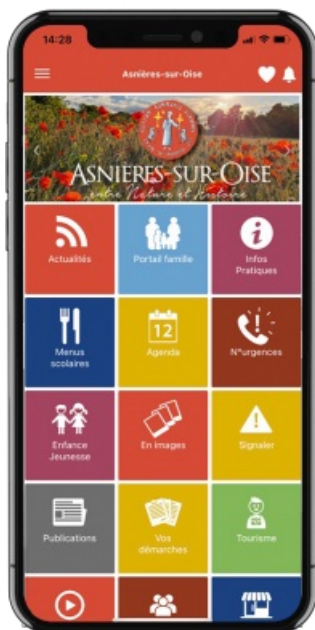 14:28
Asnières-sur-Oise
ASNIÈRES-SUR-OISE
entre Nature et Histoire
Actualités
Portail famille
Infos
Pratiques
Menus
scolaires
12
Agenda
N°urgences
Enfance
Jeunesse
En images
Signaler
Publications
Vos
démarches
Tourisme